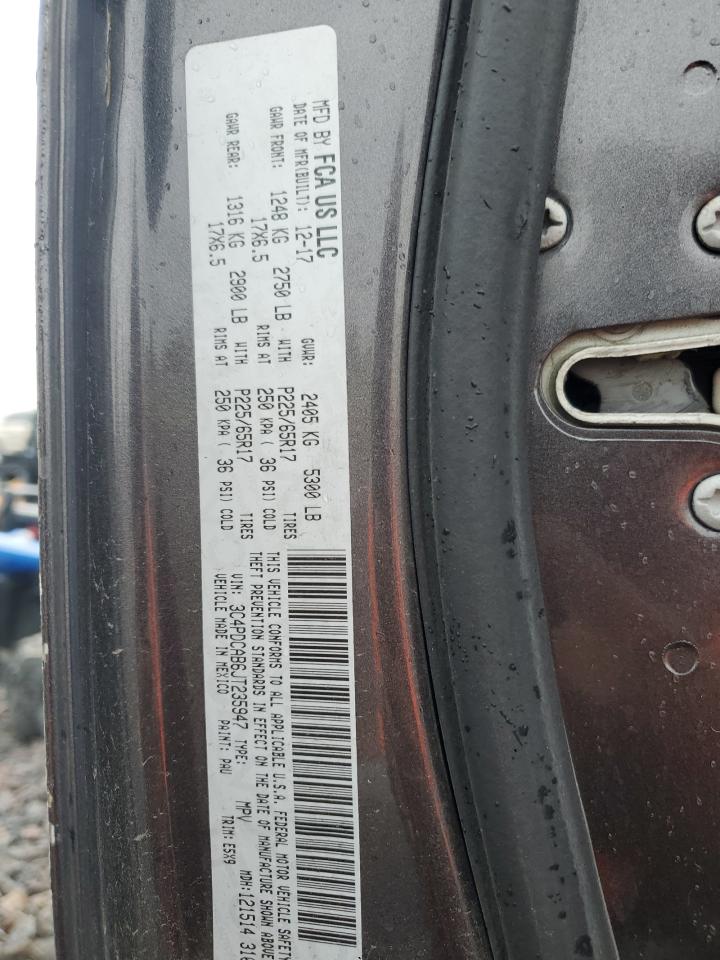 MFD BY FCA US LLC
DATE OF MFR(BUILT): 12-17 GVWR: 2405 KG 5300 LB
GAWR FRONT: 1248 KG 2750 LB WITH P225/65R17 TIRES
17X6.5 RIMS AT 250 KPA ( 36 PSI) COLD
GAWR REAR: 1316 KG 2900 LB WITH P225/65R17 TIRES
17X6.5 RIMS AT 250 KPA ( 36 PSI) COLD
THIS VEHICLE CONFORMS TO ALL APPLICABLE U.S.A. FEDERAL MOTOR VEHICLE SAFETY
THEFT PREVENTION STANDARDS IN EFFECT ON THE DATE OF MANUFACTURE SHOWN ABOVE
VIN: 3C4PDCAB6JT235947 TYPE: MPV MDH:121514 316
VEHICLE MADE IN MEXICO PAINT: PAU TRIM: E5X9